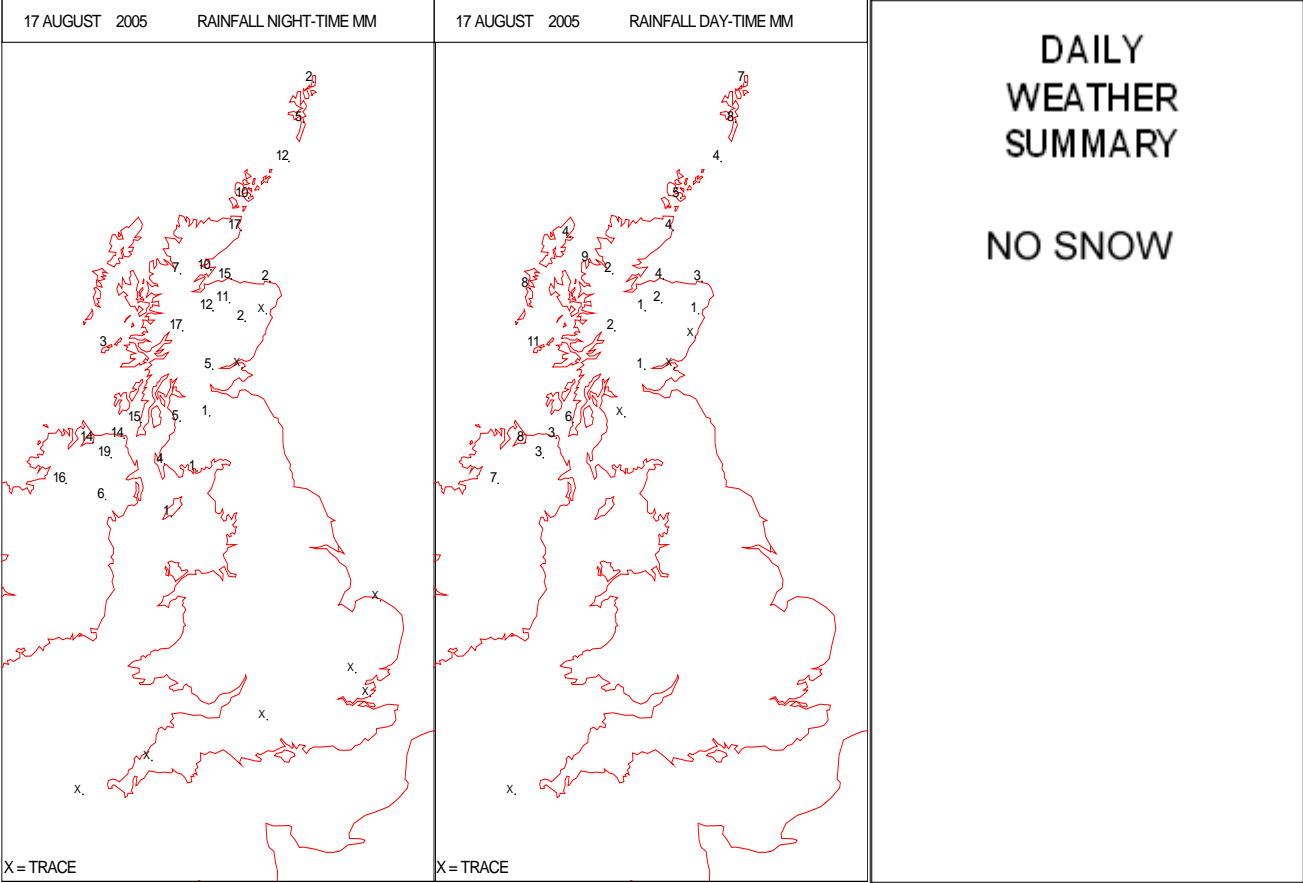 17 AUGUST 2005 RAINFALL NIGHT-TIME MM
2
5
12
10
17
7 10 15 2
12 11 X
17 2
3
5 X
15 5 1
14 14
19 4 1
16
6
1
X
X
X
X
X
X
X = TRACE
17 AUGUST 2005 RAINFALL DAY-TIME MM
7
8
4
5
4 4
9
2 4 3
8
1 2 1
2 X
11
1 X
6 X
8 3
3
7
X
X = TRACE
DAILY
WEATHER
SUMMARY
NO SNOW